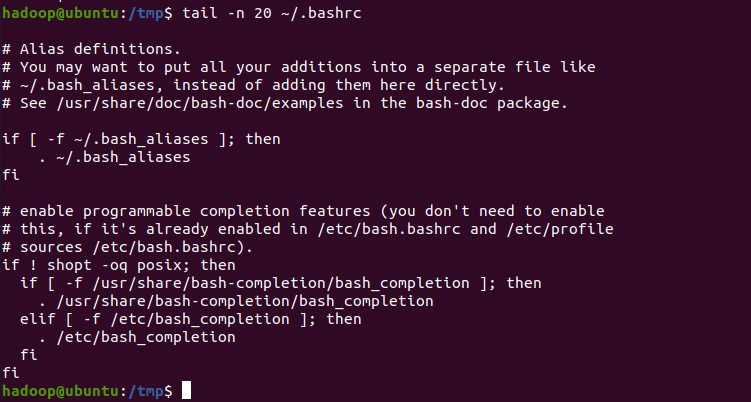 hadoop@ubuntu:/tmp$ tail -n 20 ~/.bashrc

# Alias definitions.
# You may want to put all your additions into a separate file like
# ~/.bash_aliases, instead of adding them here directly.
# See /usr/share/doc/bash-doc/examples in the bash-doc package.

if [ -f ~/.bash_aliases ]; then
    . ~/.bash_aliases
fi

# enable programmable completion features (you don't need to enable
# this, if it's already enabled in /etc/bash.bashrc and /etc/profile
# sources /etc/bash.bashrc).
if ! shopt -oq posix; then
  if [ -f /usr/share/bash-completion/bash_completion ]; then
    . /usr/share/bash-completion/bash_completion
  elif [ -f /etc/bash_completion ]; then
    . /etc/bash_completion
  fi
fi
hadoop@ubuntu:/tmp$